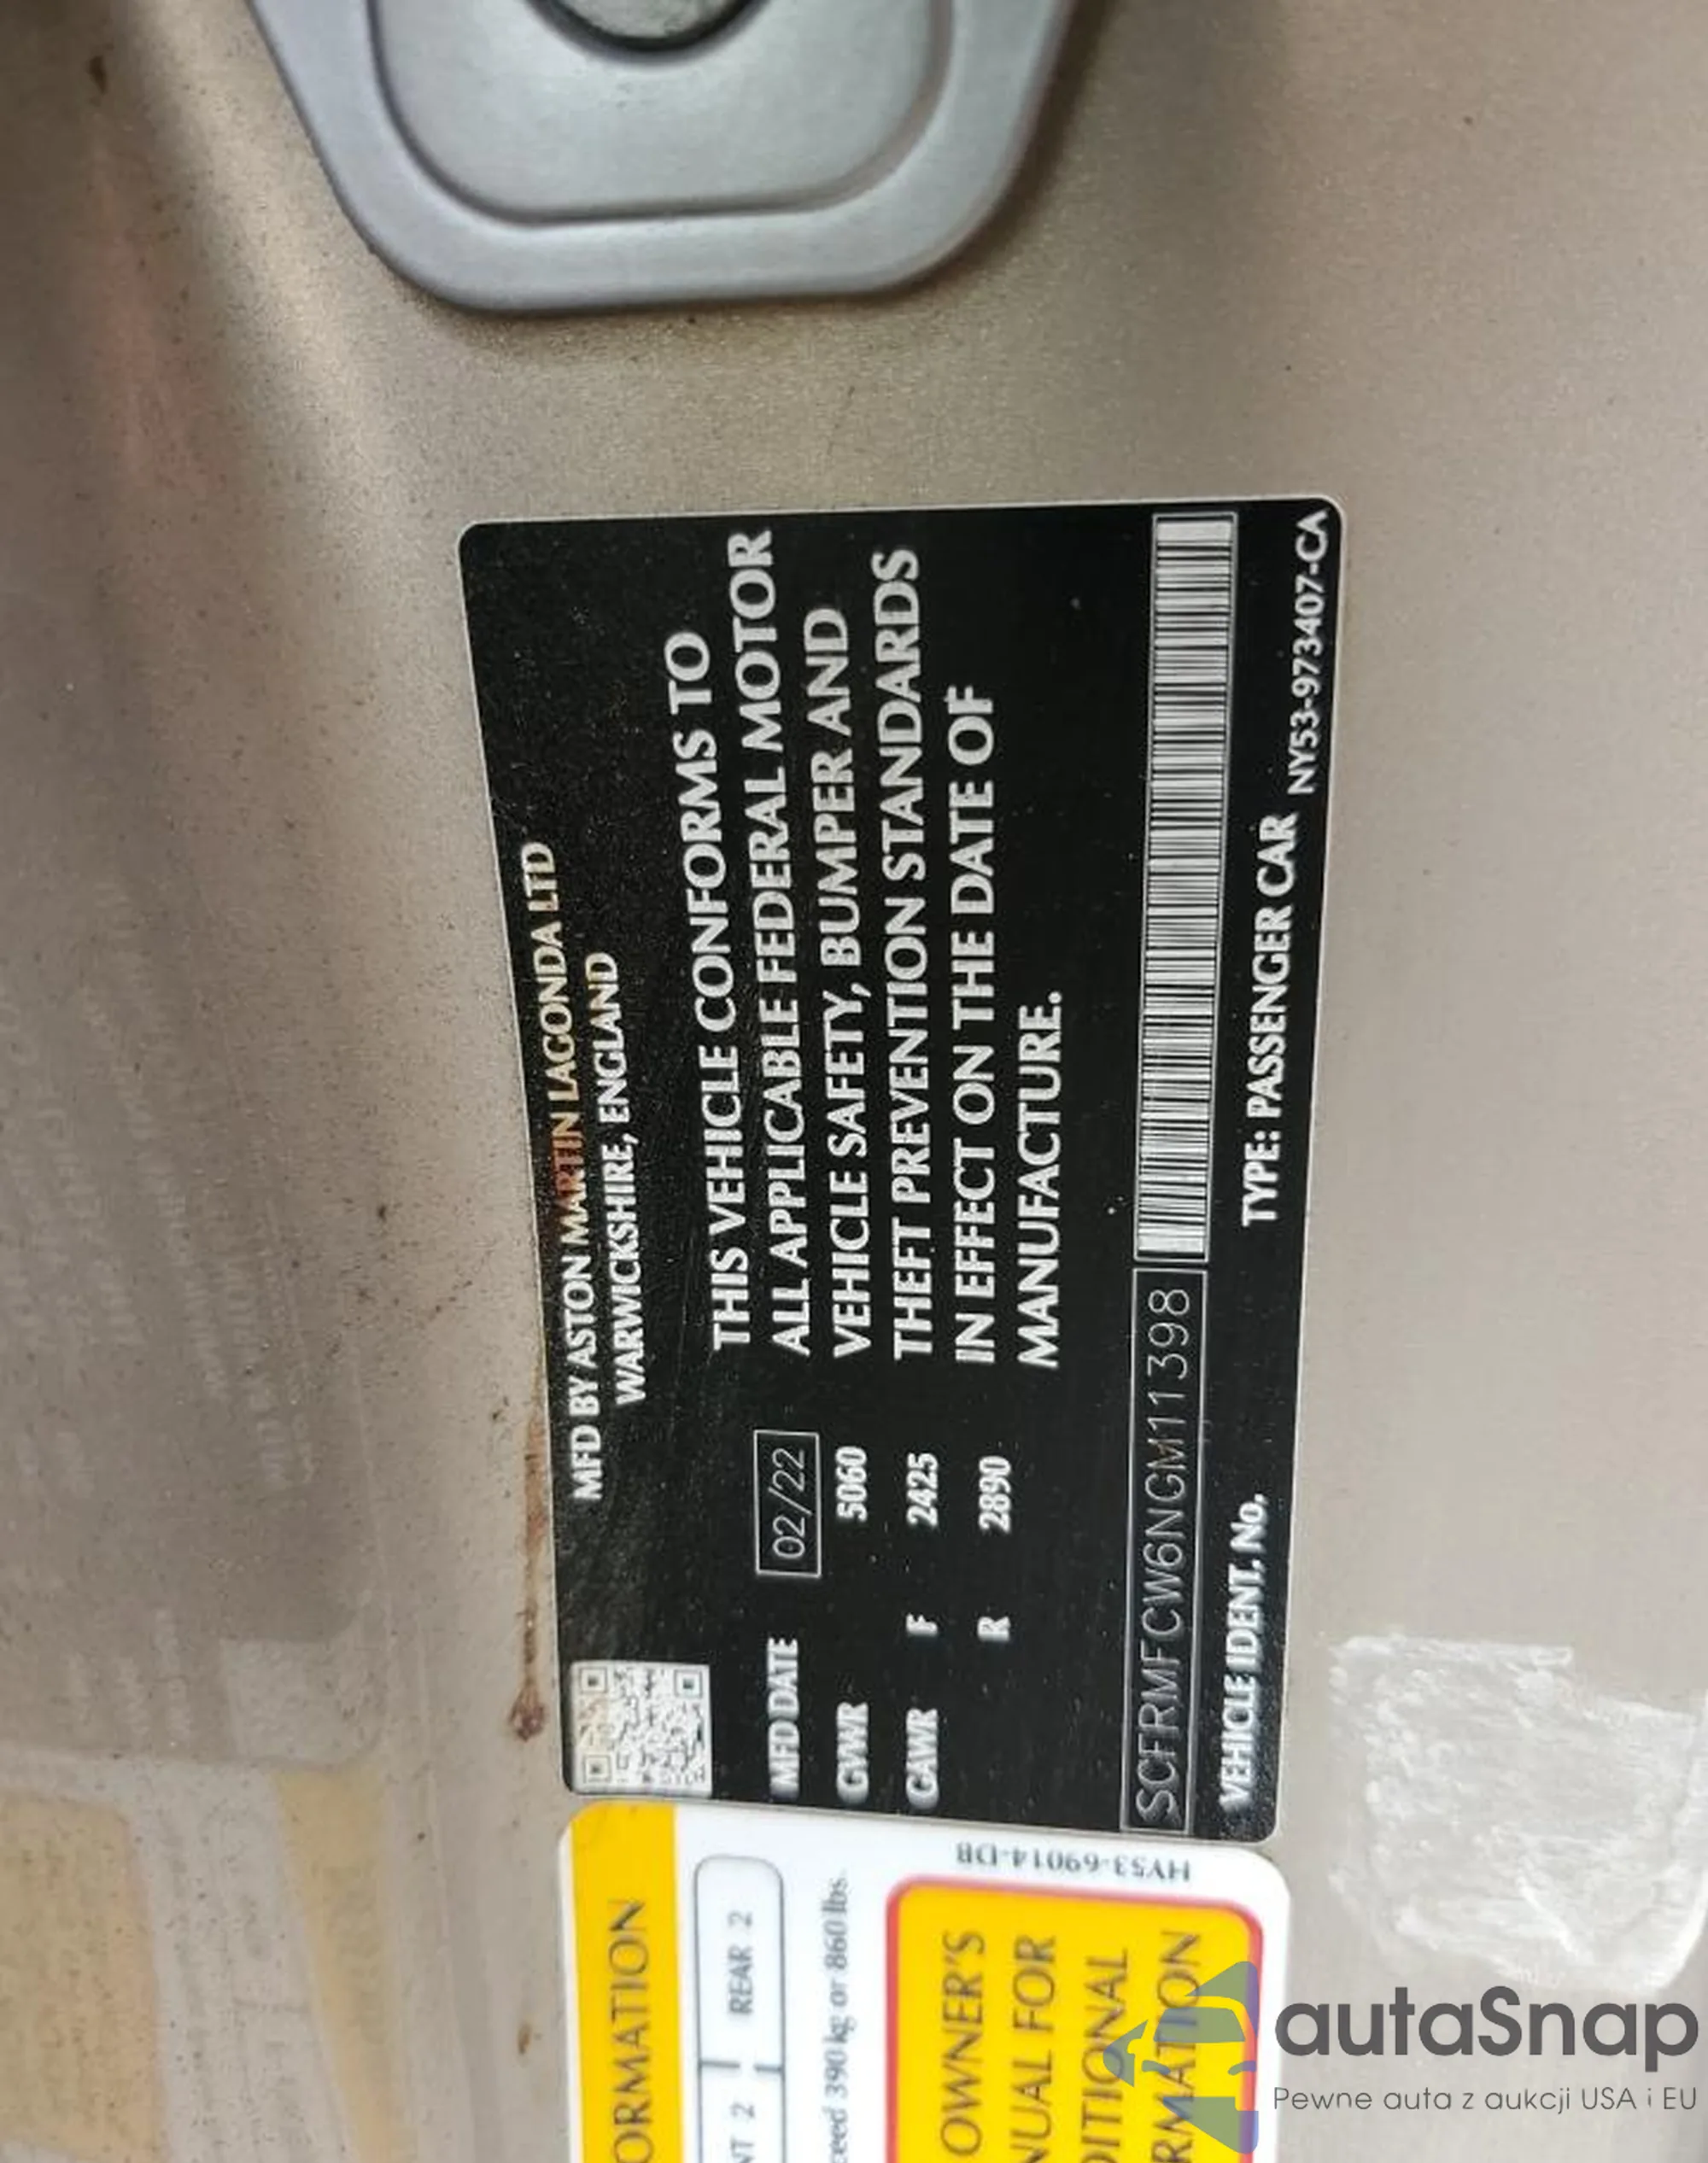 MFD BY ASTON MARTIN LAGONDA LTD
WARWICKSHIRE, ENGLAND
MFD DATE 02/22
GVWR 5060
GAWR F 2425
R 2890
THIS VEHICLE CONFORMS TO
ALL APPLICABLE FEDERAL MOTOR
VEHICLE SAFETY, BUMPER AND
THEFT PREVENTION STANDARDS
IN EFFECT ON THE DATE OF
MANUFACTURE.
SCFRMFCW6NGM11398
VEHICLE IDENT. No.
TYPE: PASSENGER CAR
NY53-973407-CA
ORMATION
NT 2 REAR 2
ceed 390 kg or 860 lbs.
OWNER'S
NUAL FOR
DITIONAL
RMATION
HY53-69014-DB
autaSnap
Pewne auta z aukcji USA i EU